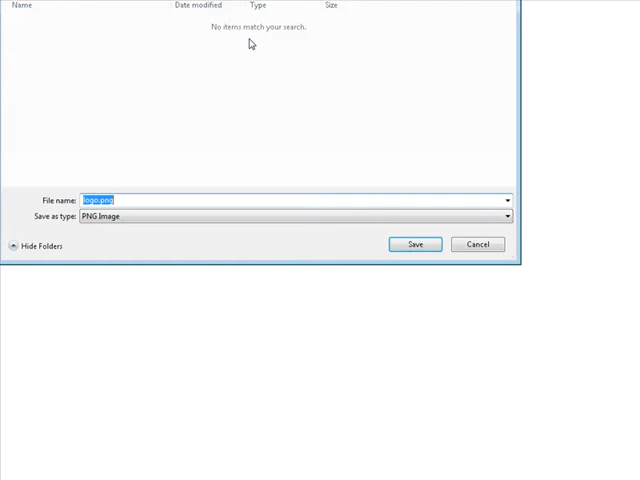 Name Date modified Type Size
No items match your search.
File name: logo.png
Save as type: PNG Image
Hide Folders Save Cancel